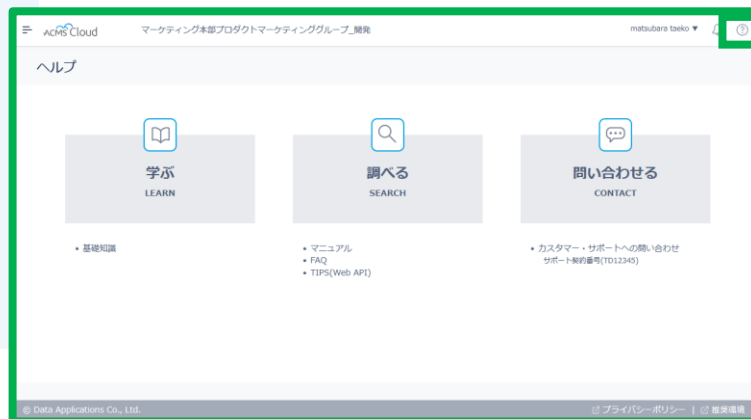 ACMS Cloud マーケティング本部プロダクトマーケティンググループ_開発 matsubara taeko ▼
ヘルプ
学ぶ
LEARN
調べる
SEARCH
問い合わせる
CONTACT
• 基礎知識
• マニュアル
• FAQ
• TIPS(Web API)
• カスタマー・サポートへの問い合わせ
サポート契約番号(TD12345)
© Data Applications Co., Ltd. プライバシーポリシー | 推奨環境